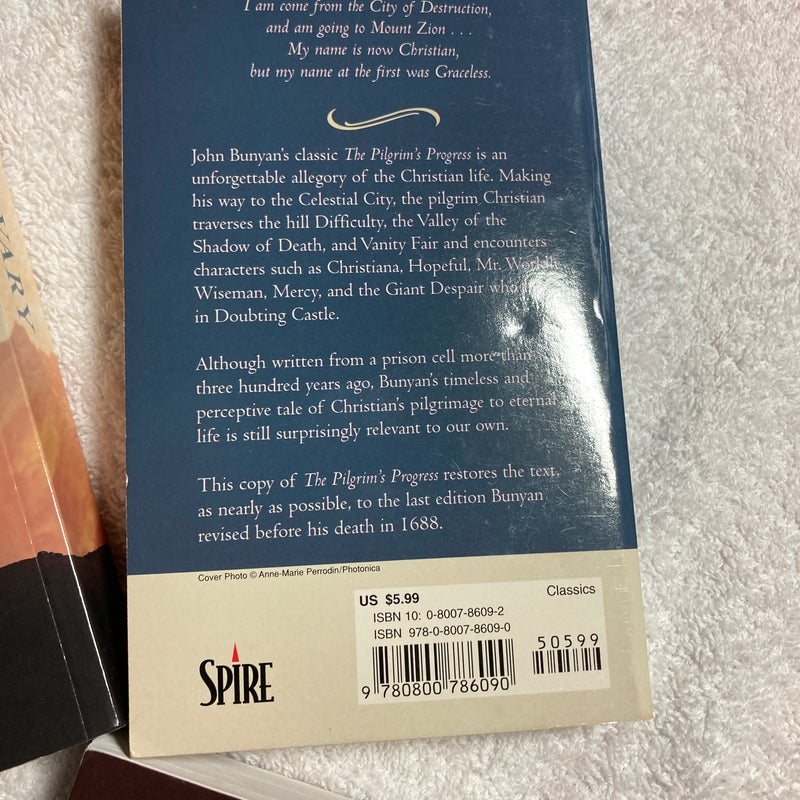 I am come from the City of Destruction,
and am going to Mount Zion . . .
My name is now Christian,
but my name at the first was Graceless.
John Bunyan's classic The Pilgrim's Progress is an
unforgettable allegory of the Christian life. Making
his way to the Celestial City, the pilgrim Christian
traverses the hill Difficulty, the Valley of the
Shadow of Death, and Vanity Fair and encounters
characters such as Christiana, Hopeful, Mr. Worldly
Wiseman, Mercy, and the Giant Despair who
in Doubting Castle.
Although written from a prison cell more than
three hundred years ago, Bunyan's timeless and
perceptive tale of Christian's pilgrimage to eternal
life is still surprisingly relevant to our own.
This copy of The Pilgrim's Progress restores the text,
as nearly as possible, to the last edition Bunyan
revised before his death in 1688.
Cover Photo © Anne-Marie Perrodin/Photonica
US $5.99
Classics
ISBN 10: 0-8007-8609-2
ISBN 978-0-8007-8609-0
50599
9 780800 786090
SPIRE